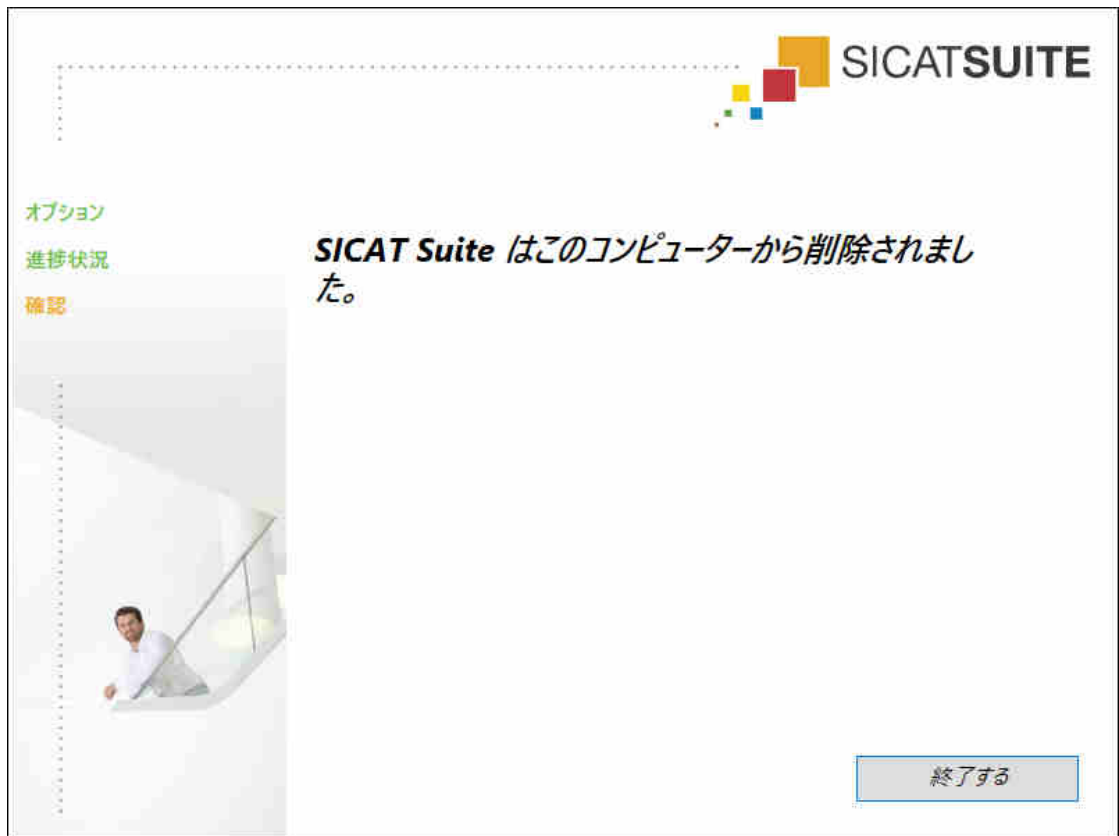 SICATSUITE
オプション
進捗状況
確認
SICAT Suite はこのコンピューターから削除されまし
た。
終了する